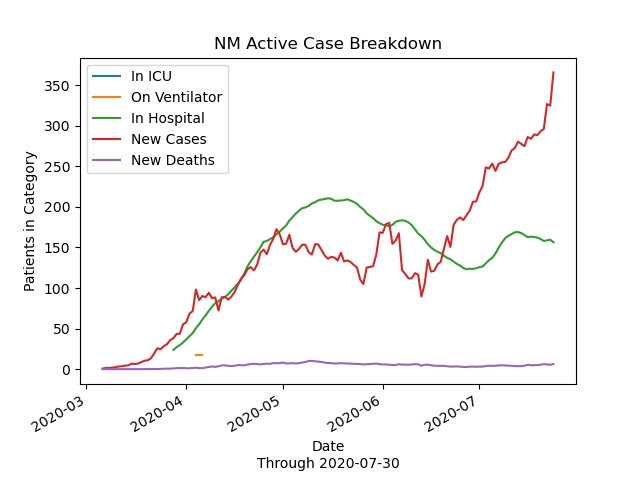 NM Active Case Breakdown
In ICU
On Ventilator
In Hospital
New Cases
New Deaths
Patients in Category
350
300
250
200
150
100
50
0
2020-03
2020-04
2020-05
2020-06
2020-07
Date
Through 2020-07-30